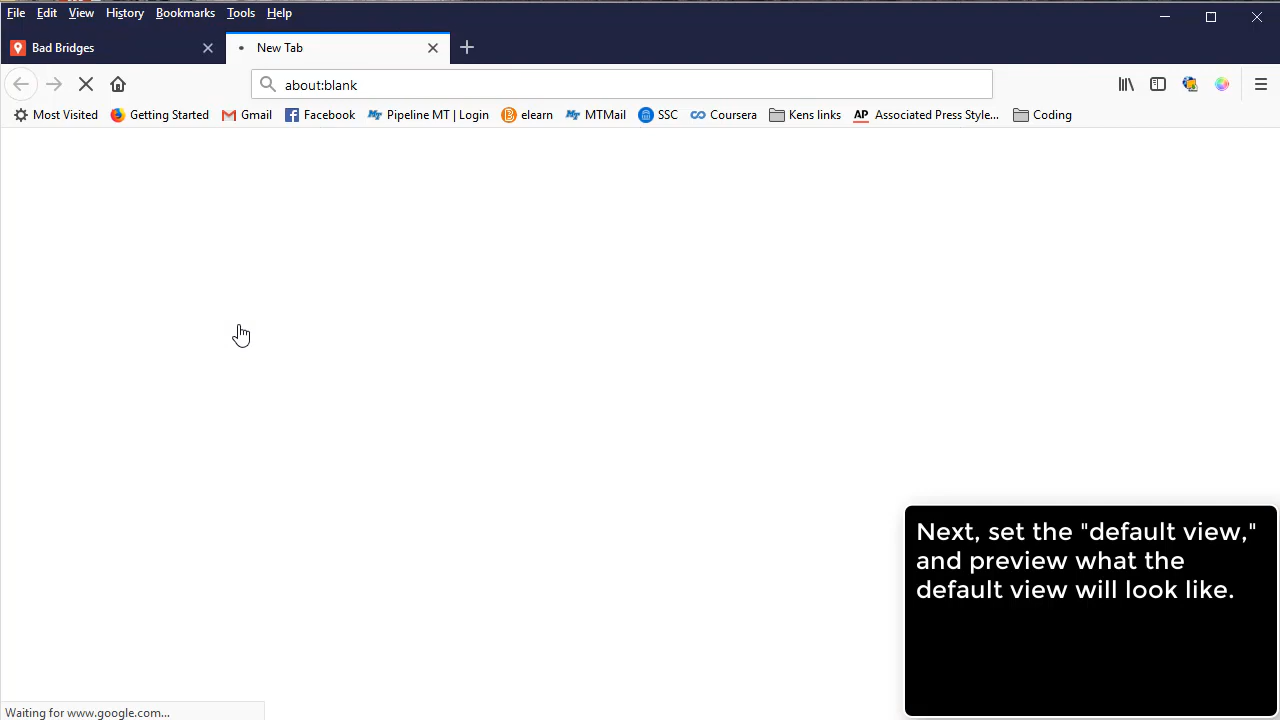 File Edit View History Bookmarks Tools Help
Bad Bridges New Tab
about:blank
Most Visited Getting Started Gmail Facebook Pipeline MT | Login elearn MTMail SSC Coursera Kens links AP Associated Press Style... Coding
Next, set the "default view,"
and preview what the
default view will look like.
Waiting for www.google.com...